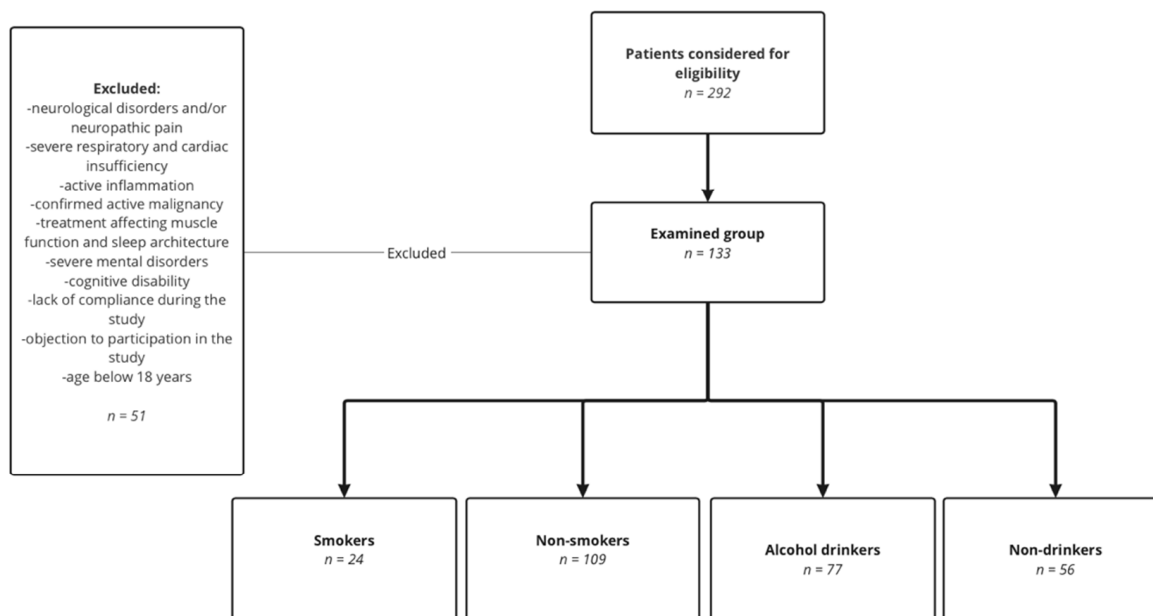 Patients considered for
eligibility
n = 292
Excluded:
-neurological disorders and/or
neuropathic pain
-severe respiratory and cardiac
insufficiency
-active inflammation
-confirmed active malignancy
-treatment affecting muscle
function and sleep architecture
-severe mental disorders
-cognitive disability
-lack of compliance during the
study
-objection to participation in the
study
-age below 18 years
n = 51
Excluded
Examined group
n = 133
Smokers
n = 24
Non-smokers
n = 109
Alcohol drinkers
n = 77
Non-drinkers
n = 56